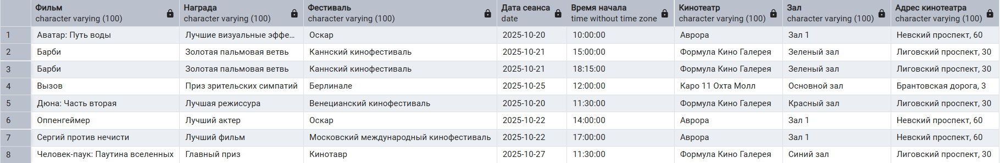 Фильм Награда Фестиваль Дата сеанса Время начала Кинотеатр Зал Адрес кинотеатра
character varying (100) character varying (100) character varying (100) date time without time zone character varying (100) character varying (100) character varying (100)
1 Аватар: Путь воды Лучшие визуальные эффе... Оскар 2025-10-20 10:00:00 Аврора Зал 1 Невский проспект, 60
2 Барби Золотая пальмовая ветвь Каннский кинофестиваль 2025-10-21 15:00:00 Формула Кино Галерея Зеленый зал Лиговский проспект, 30
3 Барби Золотая пальмовая ветвь Каннский кинофестиваль 2025-10-21 18:15:00 Формула Кино Галерея Зеленый зал Лиговский проспект, 30
4 Вызов Приз зрительских симпатий Берлинале 2025-10-25 12:00:00 Каро 11 Охта Молл Основной зал Брантовская дорога, 3
5 Дюна: Часть вторая Лучшая режиссура Венецианский кинофестиваль 2025-10-20 11:30:00 Формула Кино Галерея Красный зал Лиговский проспект, 30
6 Оппенгеймер Лучший актер Оскар 2025-10-22 14:00:00 Аврора Зал 1 Невский проспект, 60
7 Сергий против нечисти Лучший фильм Московский международный кинофестиваль 2025-10-22 17:00:00 Аврора Зал 1 Невский проспект, 60
8 Человек-паук: Паутина вселенных Главный приз Кинотавр 2025-10-27 11:30:00 Формула Кино Галерея Синий зал Лиговский проспект, 30